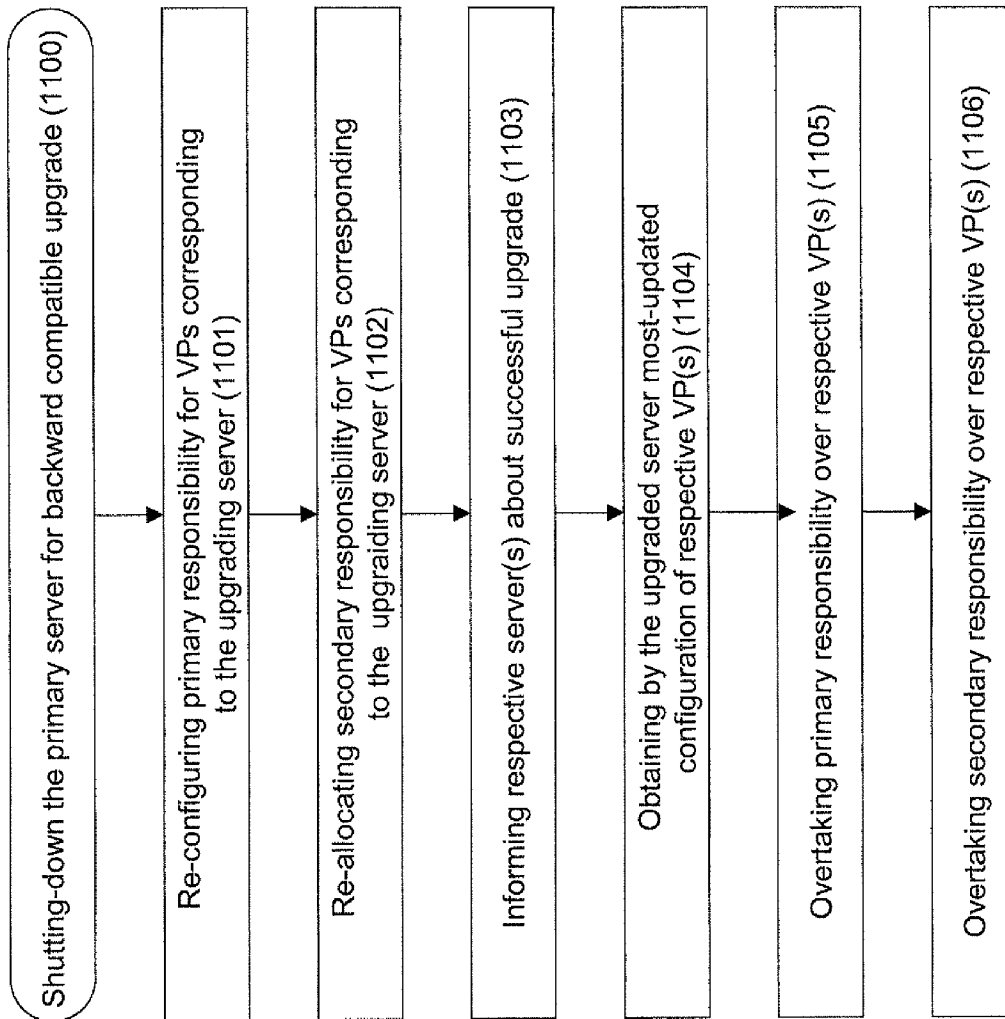 Shutting-down the primary server for backward compatible upgrade (1100)
Re-configuring primary responsibility for VPs corresponding
to the upgrading server (1101)
Re-allocating secondary responsibility for VPs corresponding
to the upgraiding server (1102)
Informing respective server(s) about successful upgrade (1103)
Obtaining by the upgraded server most-updated
configuration of respective VP(s) (1104)
Overtaking primary responsibility over respective VP(s) (1105)
Overtaking secondary responsibility over respective VP(s) (1106)